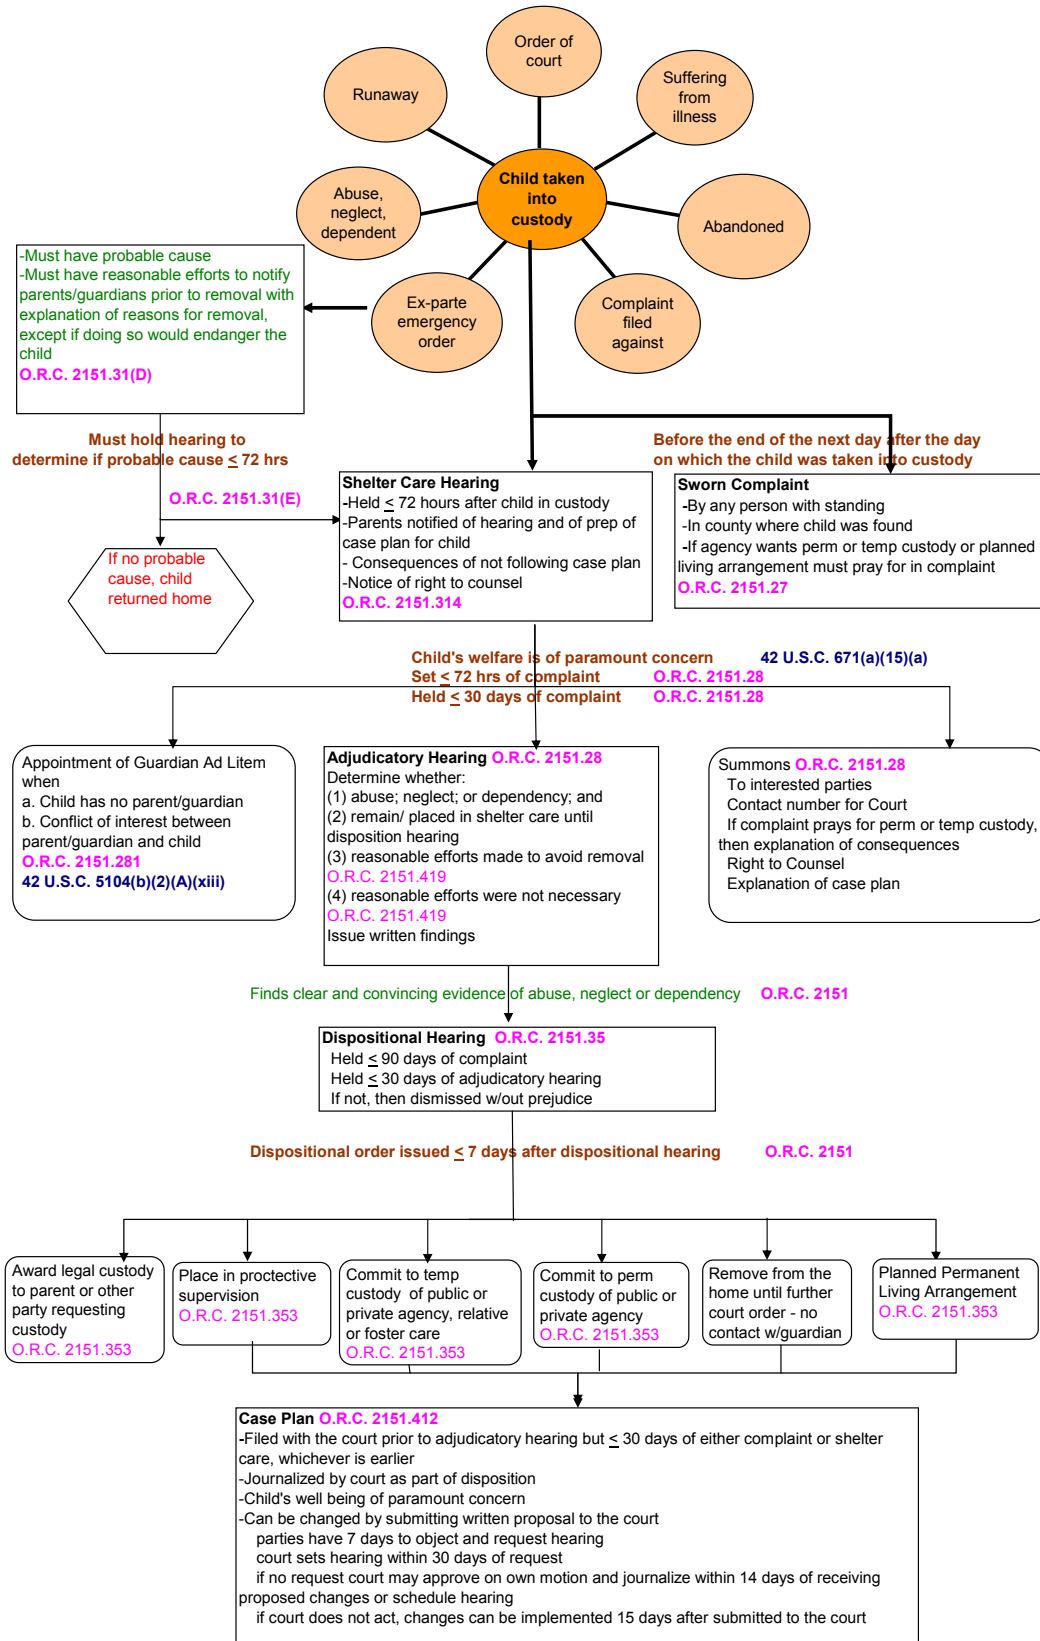 Order of
court
Runaway
Suffering
from
illness
Child taken
into
custody
Abuse,
neglect,
dependent
Abandoned
Ex-parte
emergency
order
Complaint
filed
against
-Must have probable cause
-Must have reasonable efforts to notify
parents/guardians prior to removal with
explanation of reasons for removal,
except if doing so would endanger the
child
O.R.C. 2151.31(D)
Must hold hearing to
determine if probable cause < 72 hrs
O.R.C. 2151.31(E)
If no probable
cause, child
returned home
Before the end of the next day after the day
on which the child was taken into custody
Shelter Care Hearing
-Held < 72 hours after child in custody
-Parents notified of hearing and of prep of
case plan for child
- Consequences of not following case plan
-Notice of right to counsel
O.R.C. 2151.314
Sworn Complaint
-By any person with standing
-In county where child was found
-If agency wants perm or temp custody or planned
living arrangement must pray for in complaint
O.R.C. 2151.27
Child's welfare is of paramount concern 42 U.S.C. 671(a)(15)(a)
Set < 72 hrs of complaint O.R.C. 2151.28
Held < 30 days of complaint O.R.C. 2151.28
Appointment of Guardian Ad Litem
when
a. Child has no parent/guardian
b. Conflict of interest between
parent/guardian and child
O.R.C. 2151.281
42 U.S.C. 5104(b)(2)(A)(xiii)
Adjudicatory Hearing O.R.C. 2151.28
Determine whether:
(1) abuse; neglect; or dependency; and
(2) remain/ placed in shelter care until
disposition hearing
(3) reasonable efforts made to avoid removal
O.R.C. 2151.419
(4) reasonable efforts were not necessary
O.R.C. 2151.419
Issue written findings
Summons O.R.C. 2151.28
To interested parties
Contact number for Court
If complaint prays for perm or temp custody,
then explanation of consequences
Right to Counsel
Explanation of case plan
Finds clear and convincing evidence of abuse, neglect or dependency O.R.C. 2151
Dispositional Hearing O.R.C. 2151.35
Held < 90 days of complaint
Held < 30 days of adjudicatory hearing
If not, then dismissed w/out prejudice
Dispositional order issued < 7 days after dispositional hearing O.R.C. 2151
Award legal custody
to parent or other
party requesting
custody
O.R.C. 2151.353
Place in proctective
supervision
O.R.C. 2151.353
Commit to temp
custody of public or
private agency, relative
or foster care
O.R.C. 2151.353
Commit to perm
custody of public or
private agency
O.R.C. 2151.353
Remove from the
home until further
court order - no
contact w/guardian
Planned Permanent
Living Arrangement
O.R.C. 2151.353
Case Plan O.R.C. 2151.412
-Filed with the court prior to adjudicatory hearing but < 30 days of either complaint or shelter
care, whichever is earlier
-Journalized by court as part of disposition
-Child's well being of paramount concern
-Can be changed by submitting written proposal to the court
parties have 7 days to object and request hearing
court sets hearing within 30 days of request
if no request court may approve on own motion and journalize within 14 days of receiving
proposed changes or schedule hearing
if court does not act, changes can be implemented 15 days after submitted to the court